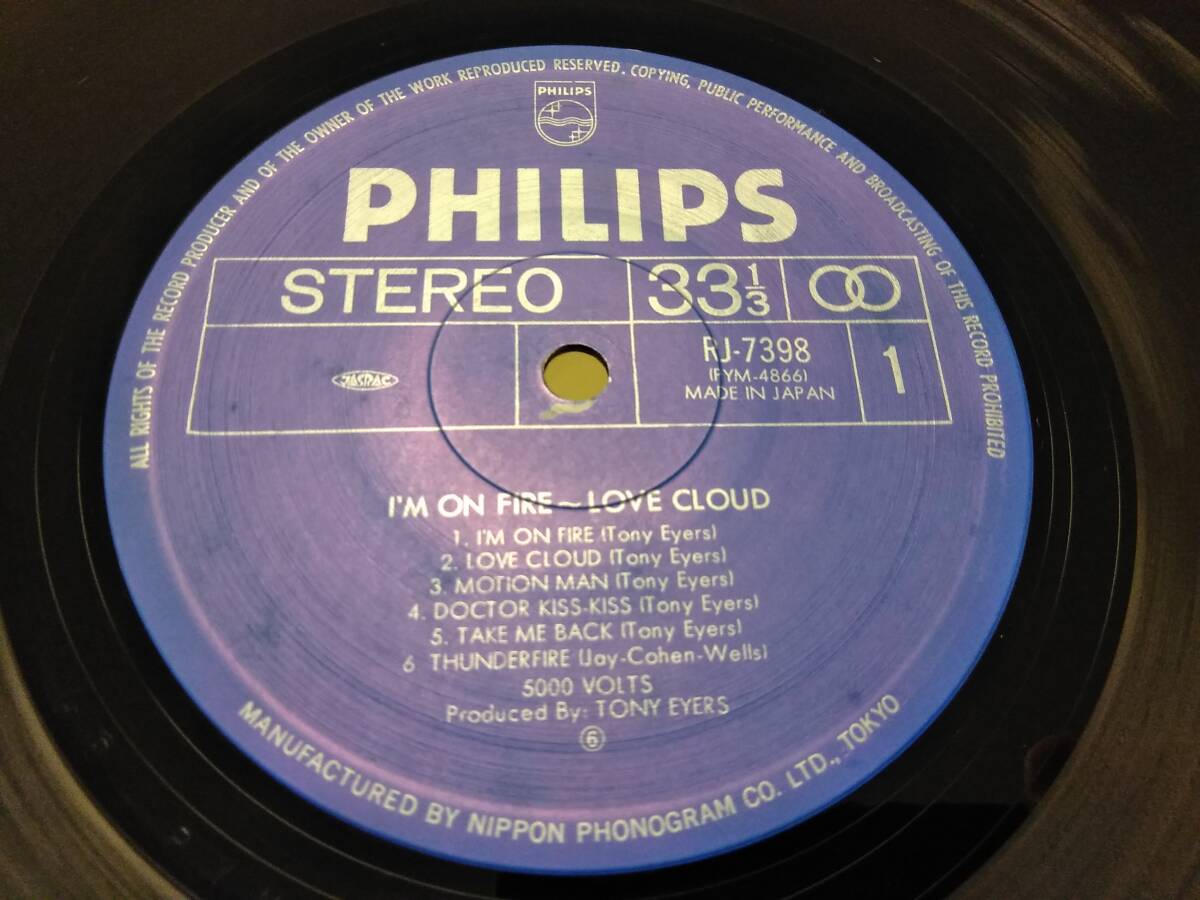 ALL RIGHTS OF THE RECORD PRODUCER AND OF THE OWNER OF THE WORK REPRODUCED RESERVED. COPYING, PUBLIC PERFORMANCE AND BROADCASTING OF THIS RECORD PROHIBITED
PHILIPS
PHILIPS
STEREO
33 1/3
RJ-7398
(FYM-4866)
MADE IN JAPAN
1
JASRAC
I'M ON FIRE~LOVE CLOUD
1. I'M ON FIRE (Tony Eyers)
2. LOVE CLOUD (Tony Eyers)
3. MOTION MAN (Tony Eyers)
4. DOCTOR KISS-KISS (Tony Eyers)
5. TAKE ME BACK (Tony Eyers)
6 THUNDERFIRE (Jay-Cohen-Wells)
5000 VOLTS
Produced By: TONY EYERS
⑥
MANUFACTURED BY NIPPON PHONOGRAM CO. LTD., TOKYO